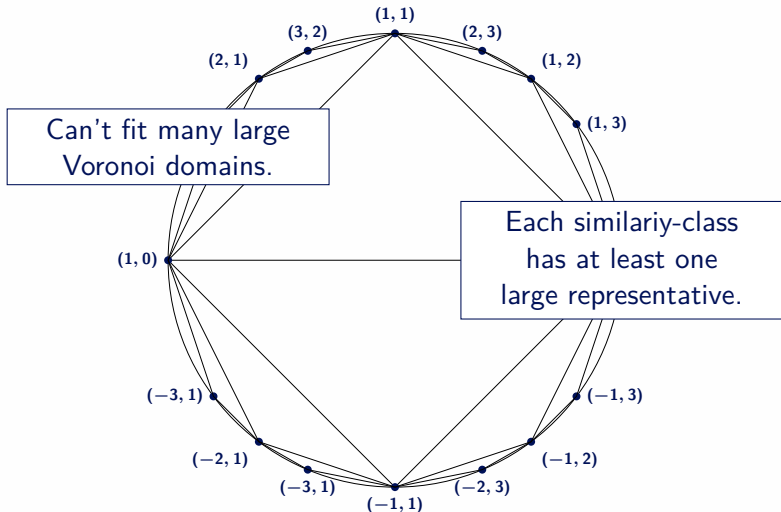 (1, 1)
(3, 2)
(2, 3)
(2, 1)
(1, 2)
(1, 3)
Can't fit many large
Voronoi domains.
Each similariy-class
has at least one
large representative.
(1, 0)
(−3, 1)
(−1, 3)
(−2, 1)
(−1, 2)
(−3, 1)
(−2, 3)
(−1, 1)